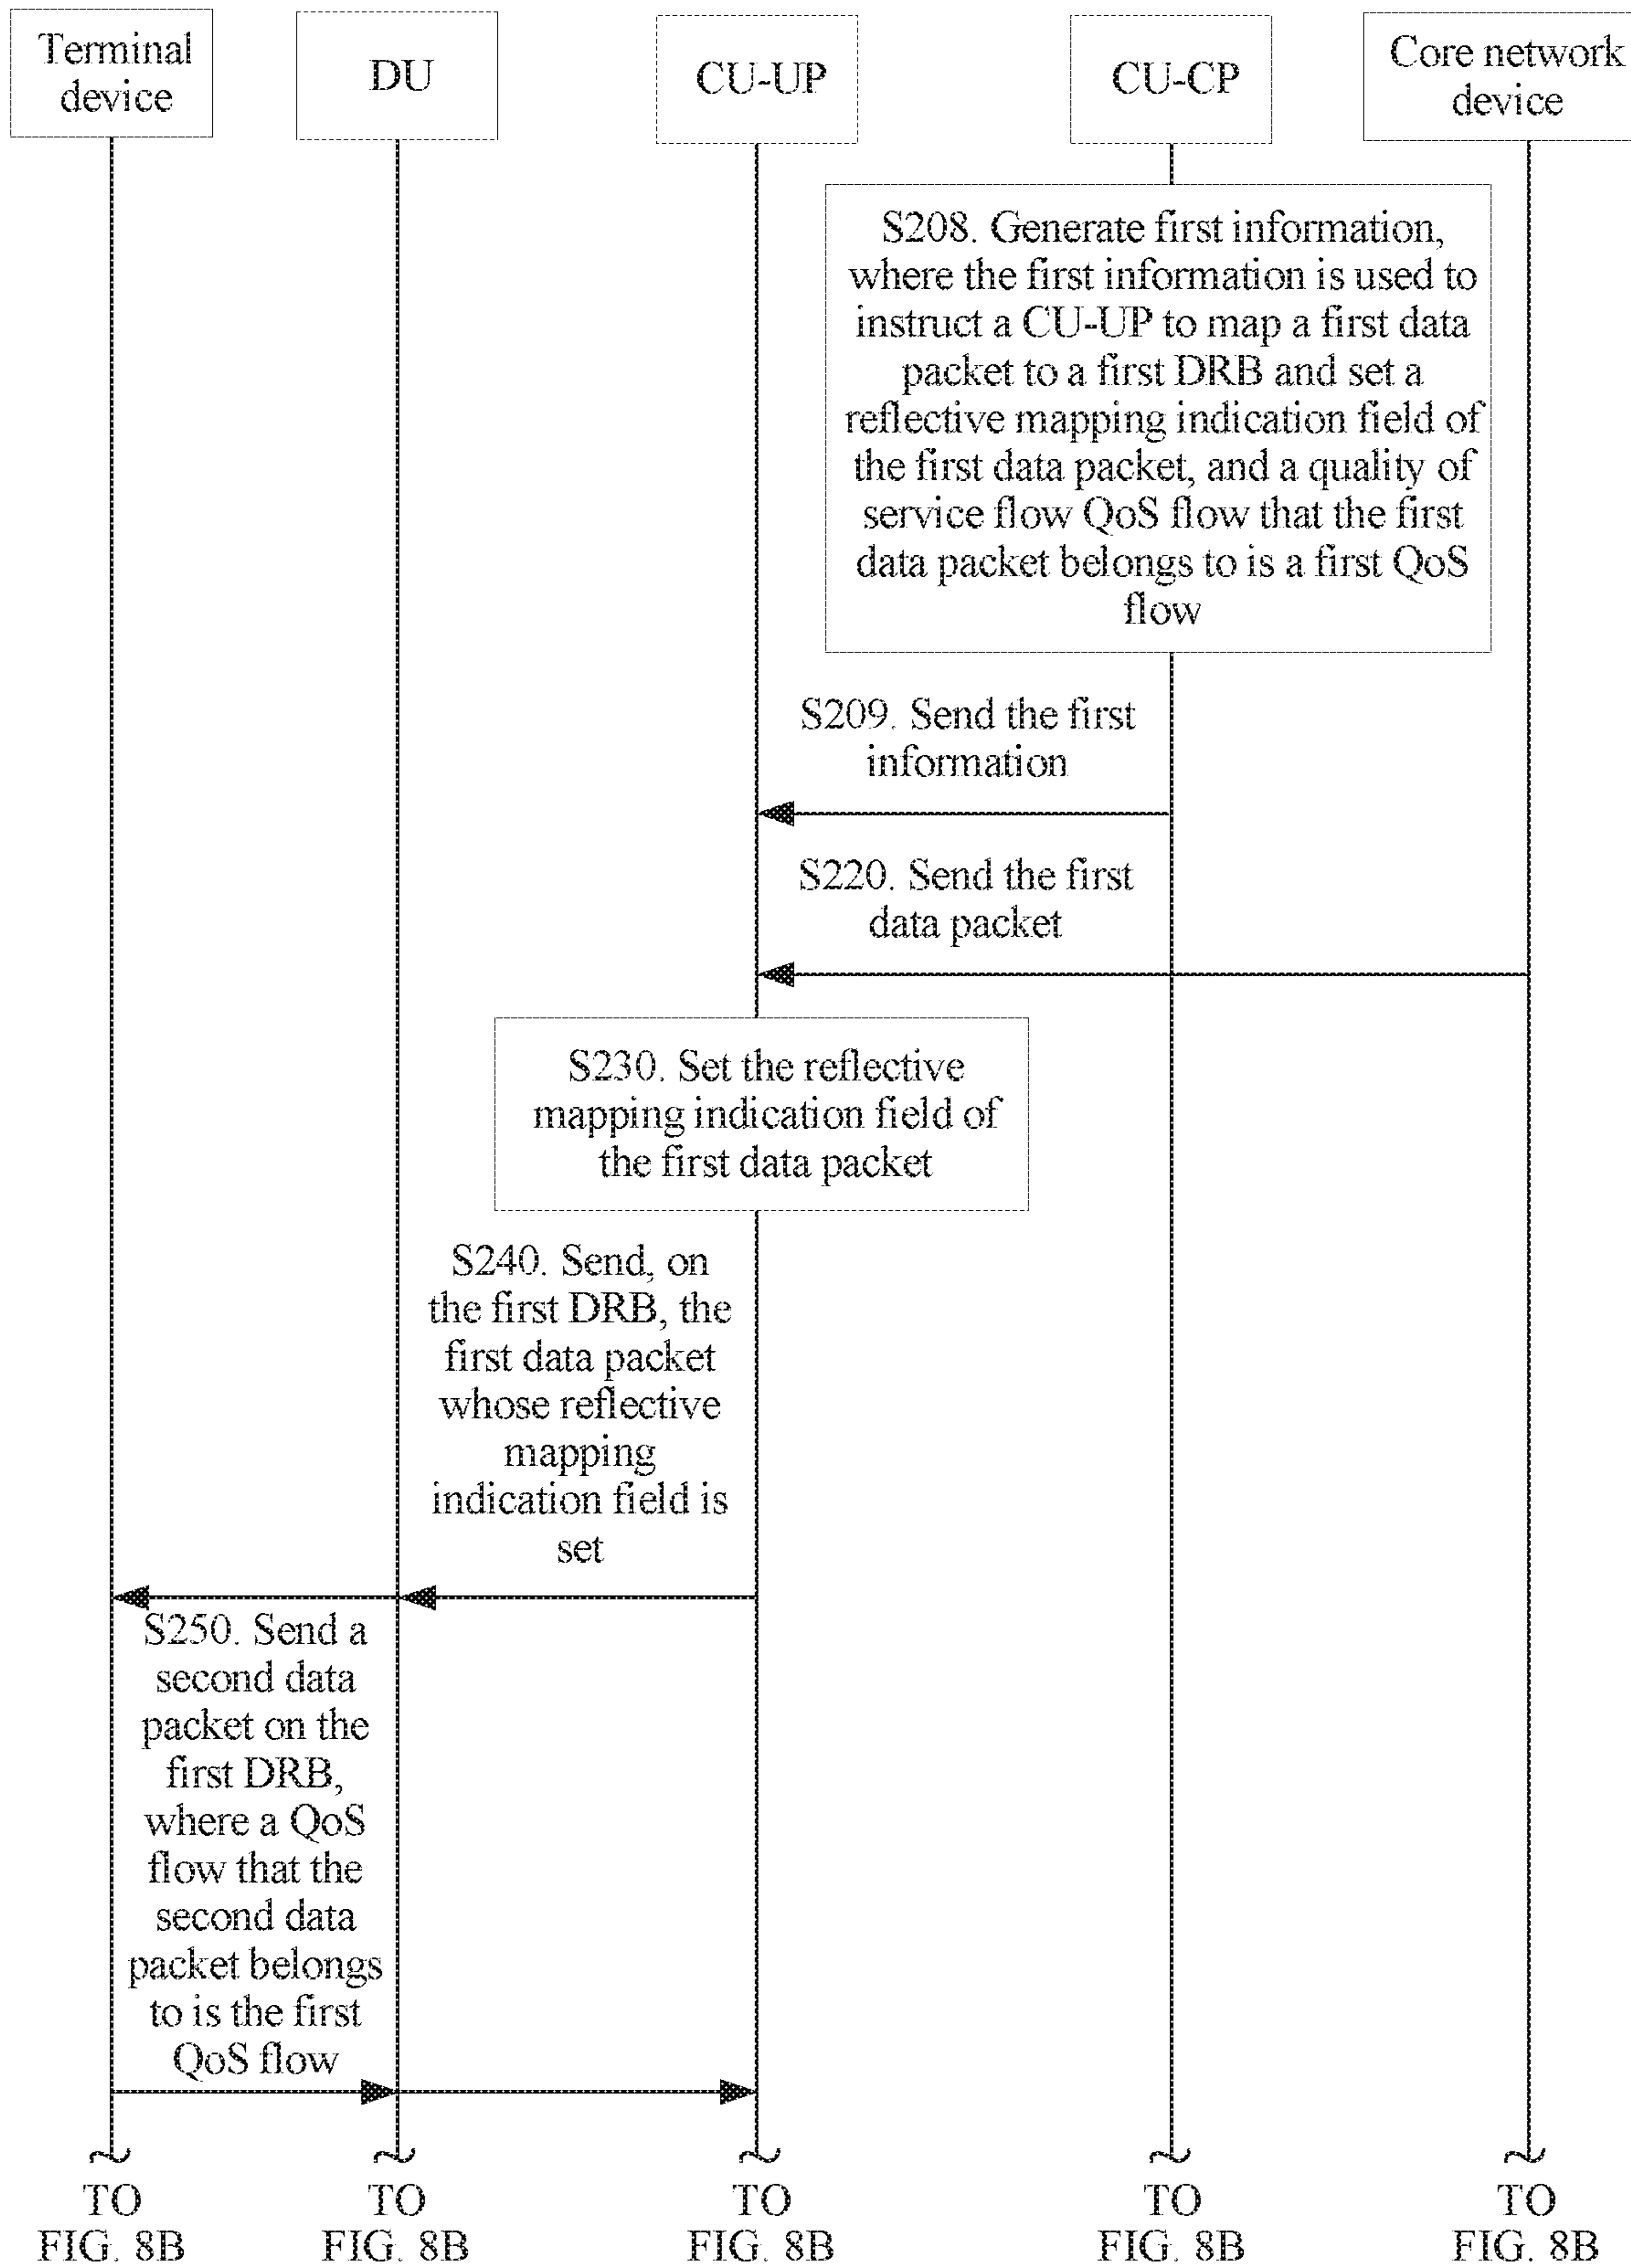 Terminal
device
DU
CU-UP
CU-CP
Core network
device
S208. Generate first information,
where the first information is used to
instruct a CU-UP to map a first data
packet to a first DRB and set a
reflective mapping indication field of
the first data packet, and a quality of
service flow QoS flow that the first
data packet belongs to is a first QoS
flow
S209. Send the first
information
S220. Send the first
data packet
S230. Set the reflective
mapping indication field of
the first data packet
S240. Send, on
the first DRB, the
first data packet
whose reflective
mapping
indication field is
set
S250. Send a
second data
packet on the
first DRB,
where a QoS
flow that the
second data
packet belongs
to is the first
QoS flow
TO
FIG. 8B
TO
FIG. 8B
TO
FIG. 8B
TO
FIG. 8B
TO
FIG. 8B